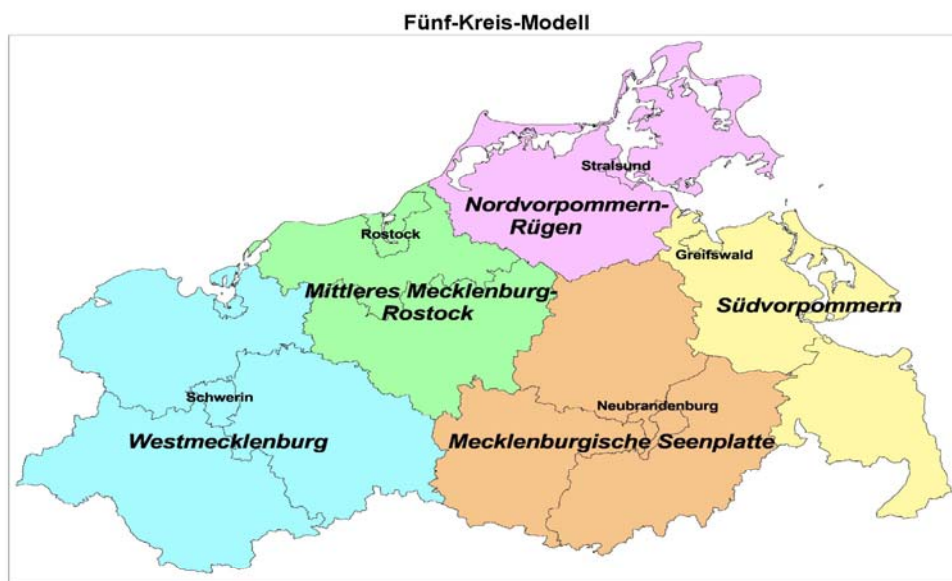 Fünf-Kreis-Modell
Stralsund
Nordvorpommern-
Rügen
Rostock
Greifswald
Mittleres Mecklenburg-
Rostock
Südvorpommern
Schwerin
Neubrandenburg
Westmecklenburg
Mecklenburgische Seenplatte